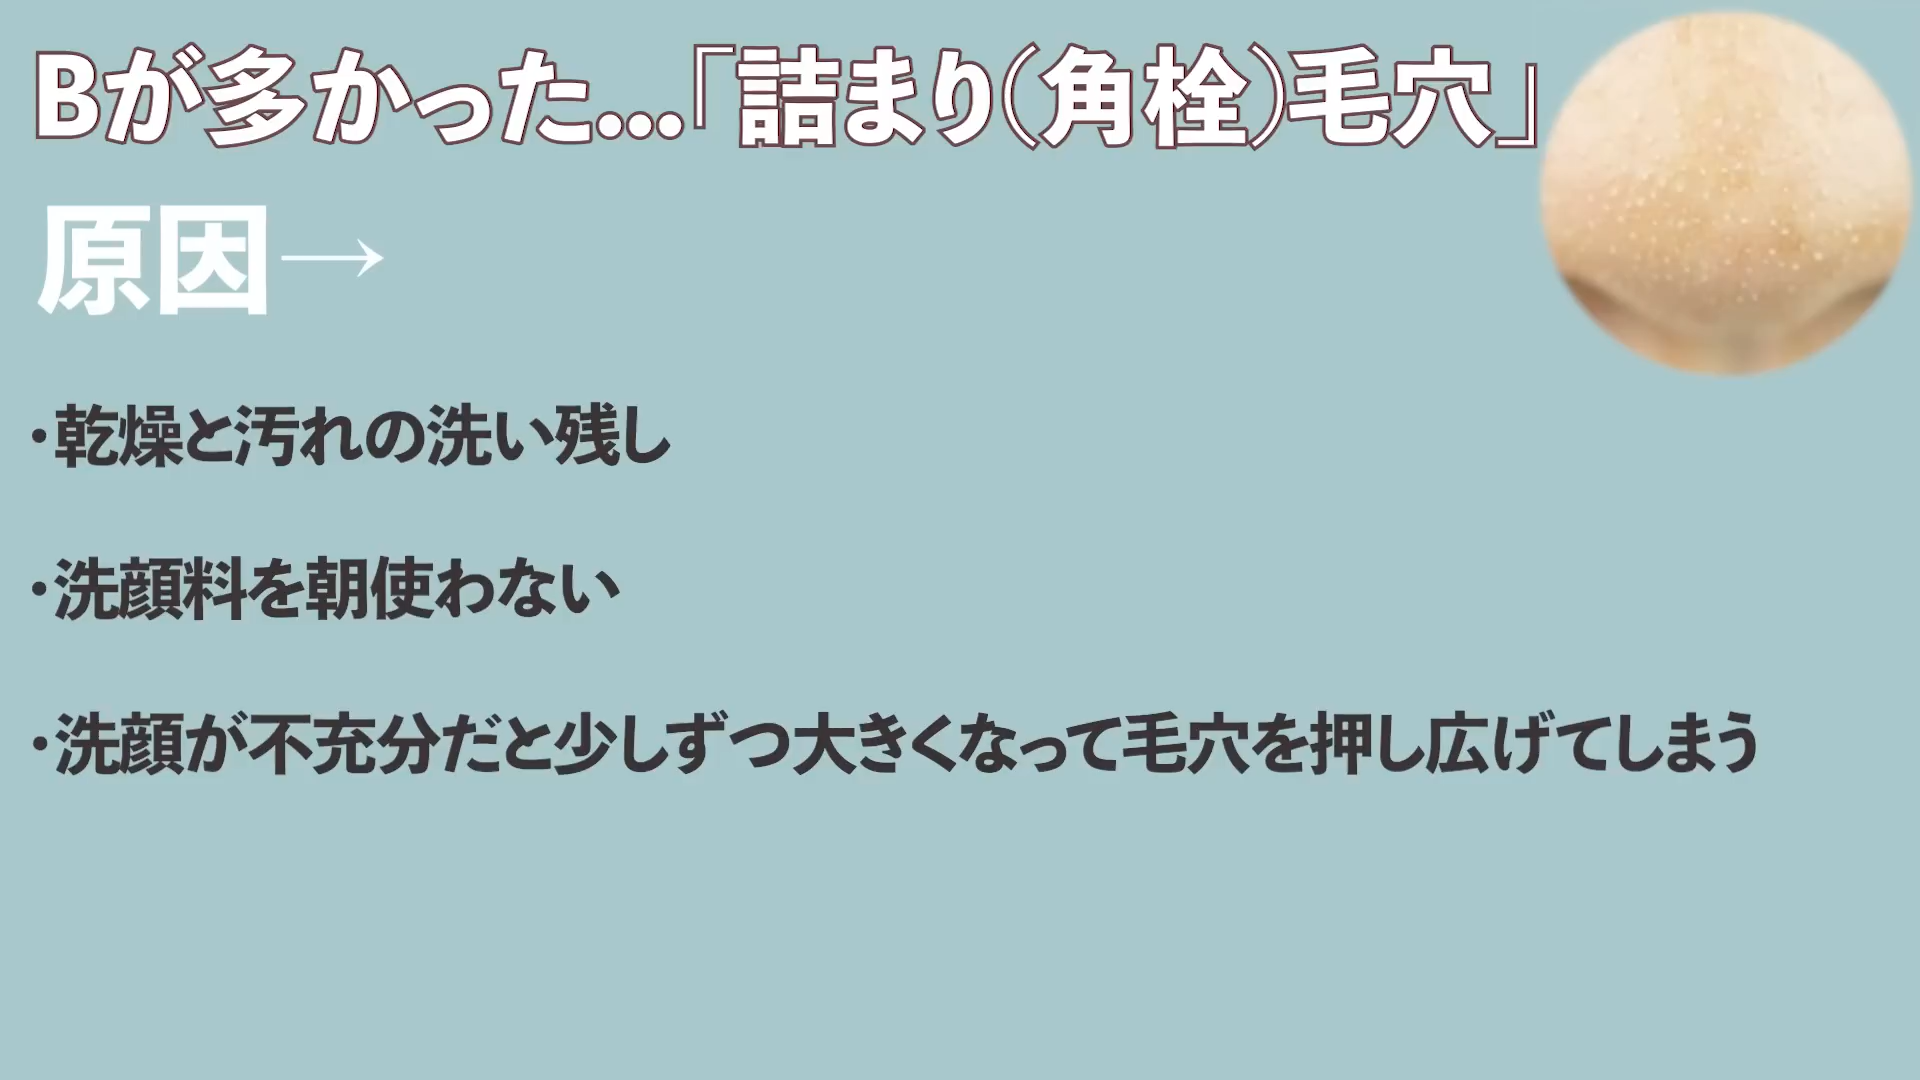 Bが多かった...「詰まり(角栓)毛穴」
原因→
・乾燥と汚れの洗い残し
・洗顔料を朝使わない
・洗顔が不充分だと少しずつ大きくなって毛穴を押し広げてしまう